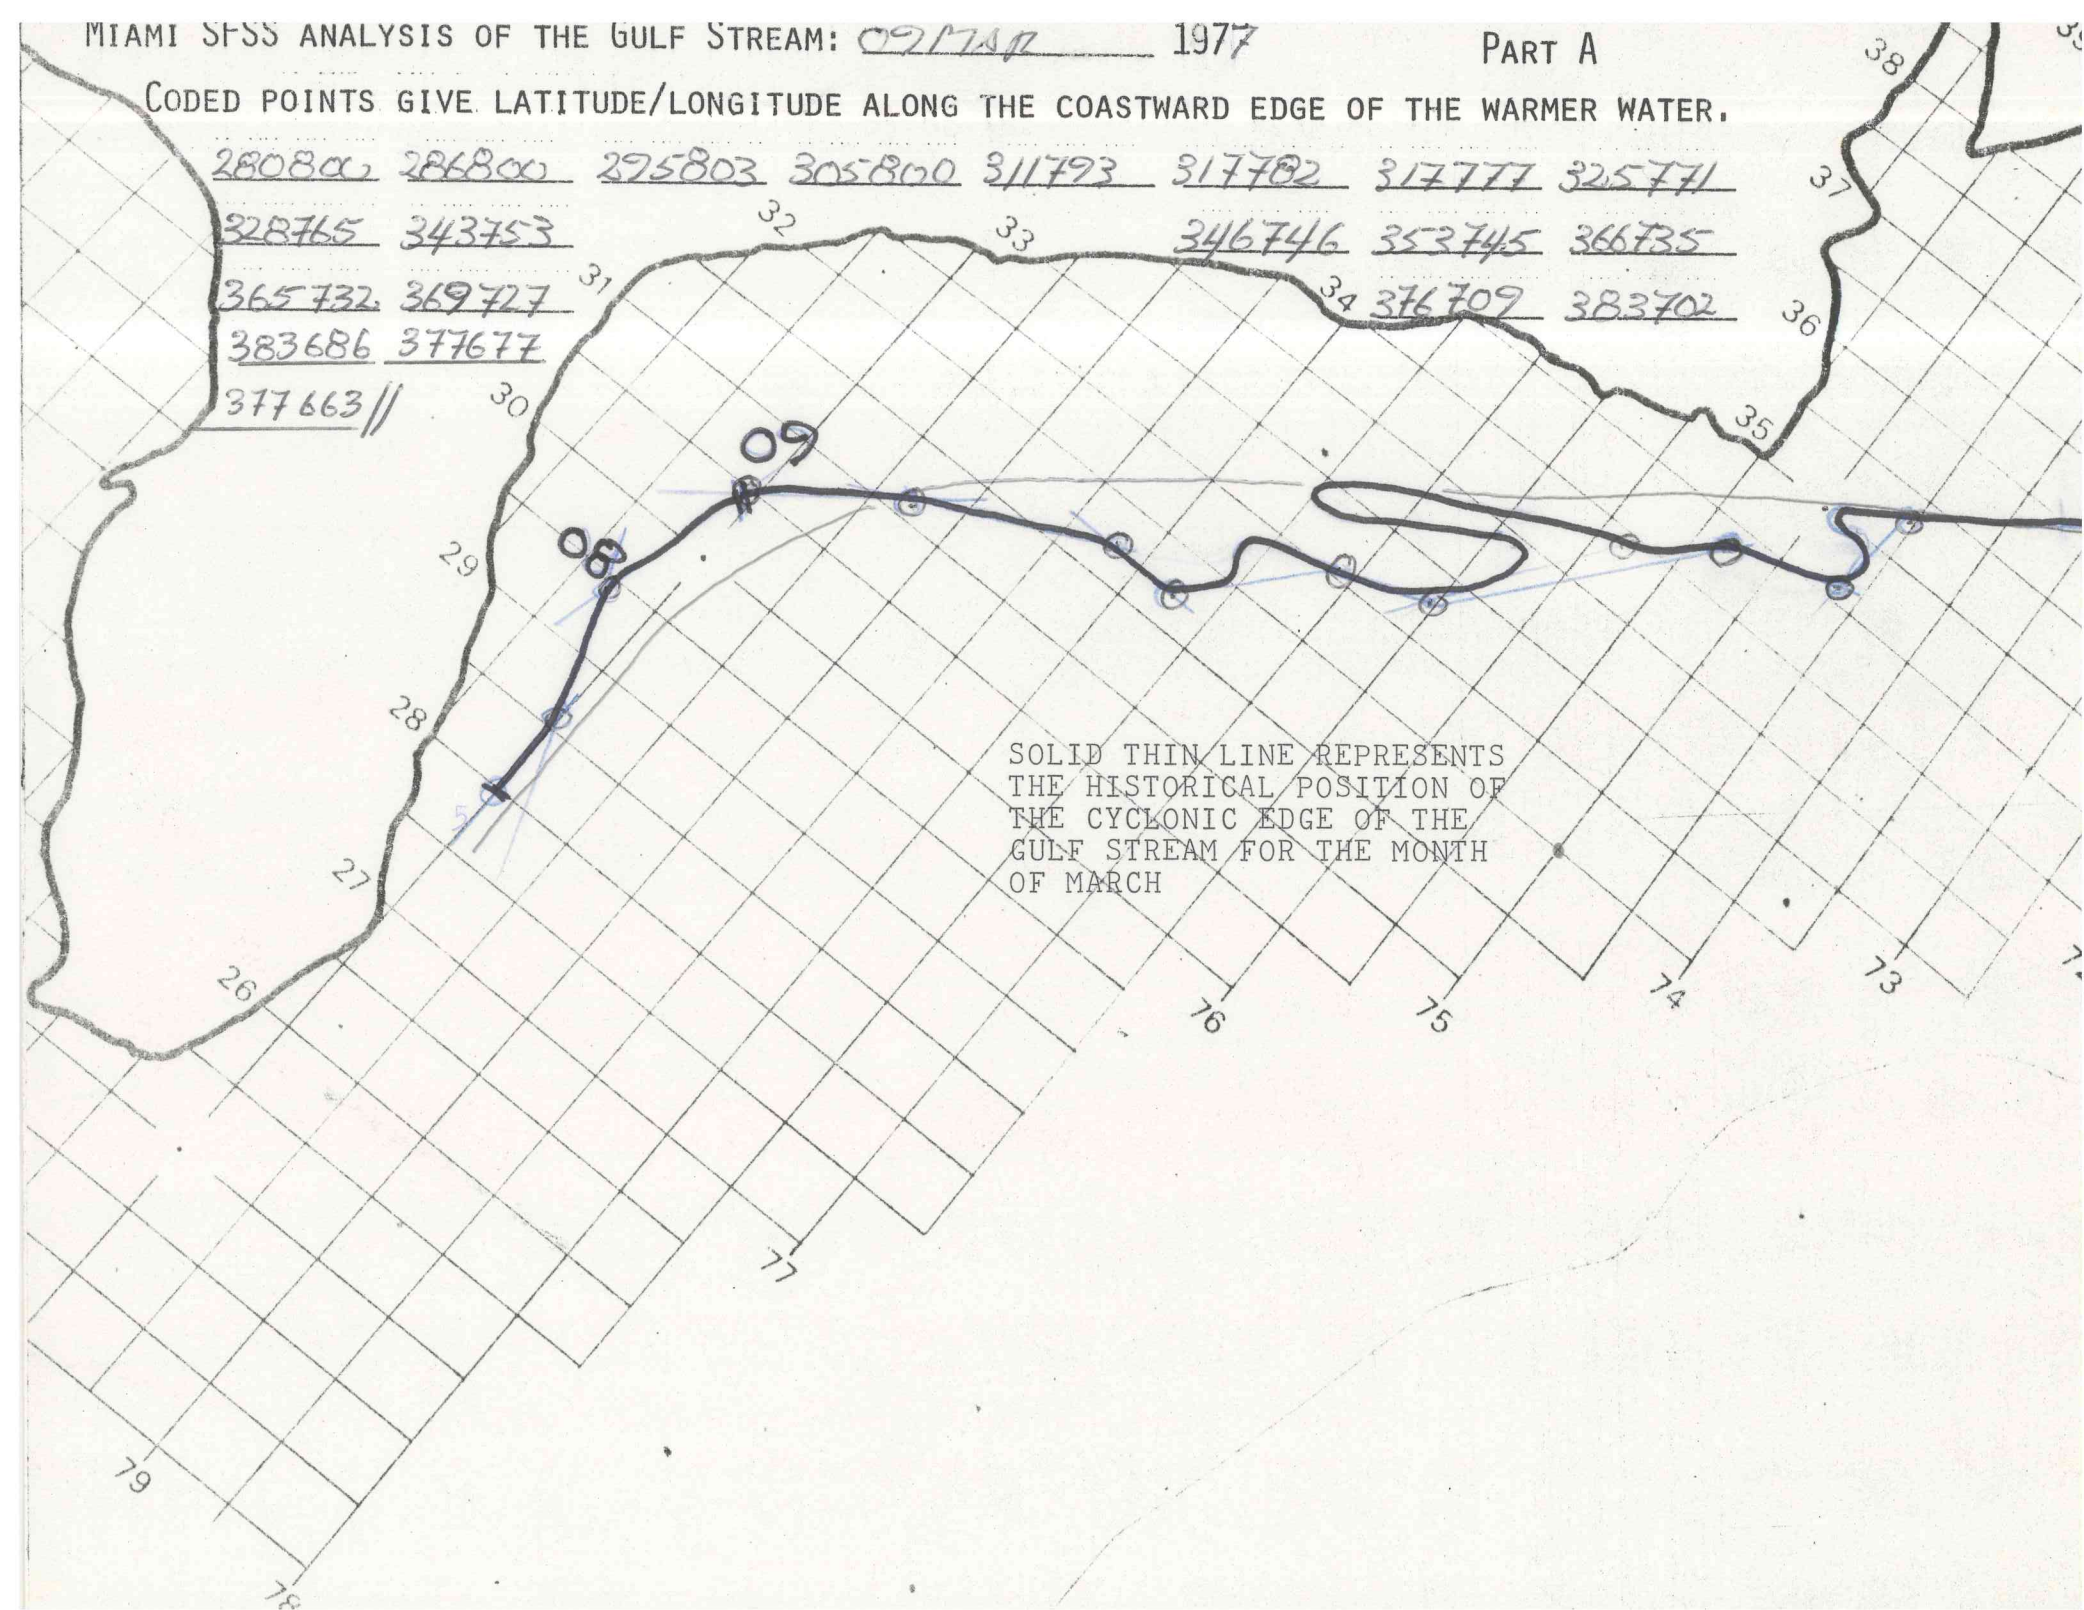 MIAMI SFSS ANALYSIS OF THE GULF STREAM: 09 MAR 1977 PART A
CODED POINTS GIVE LATITUDE/LONGITUDE ALONG THE COASTWARD EDGE OF THE WARMER WATER.
280800 286800 295803 305800 311793 317782 317777 325771
328765 343753 346746 353745 366735
365732 369727 376709 383702
383686 377677
377663//
38
37
36
35
34
33
32
31
30
29
28
27
26
09
08
SOLID THIN LINE REPRESENTS
THE HISTORICAL POSITION OF
THE CYCLONIC EDGE OF THE
GULF STREAM FOR THE MONTH
OF MARCH
73
74
75
76
77
78
79